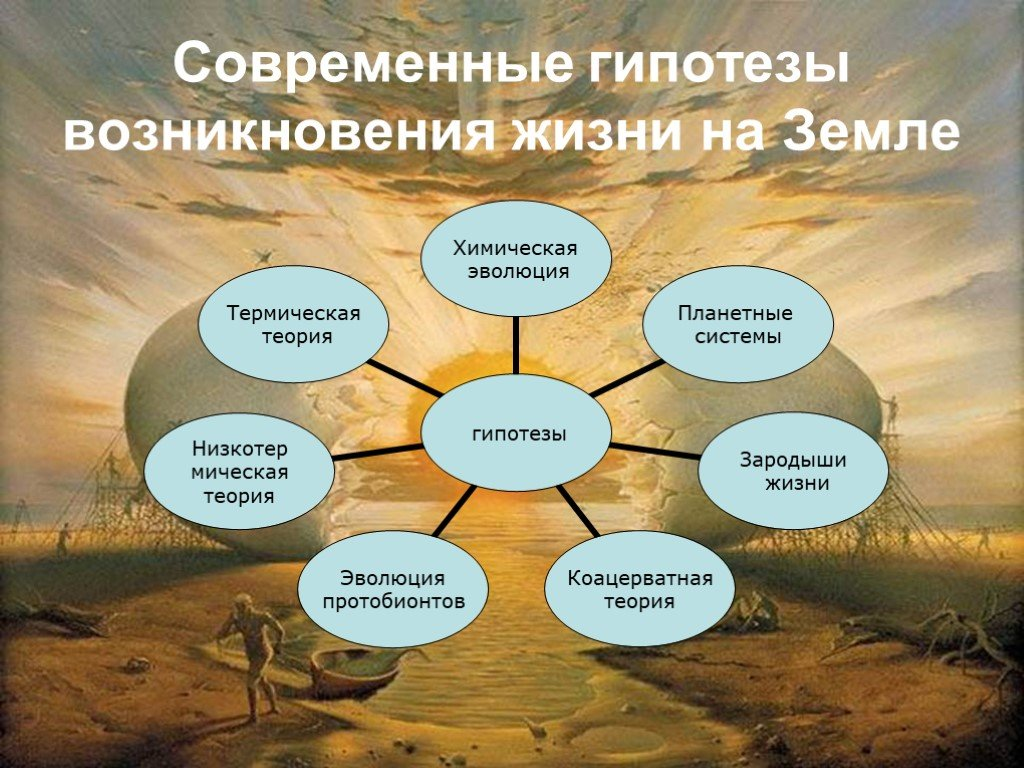 Современные гипотезы
возникновения жизни на Земле
Химическая
эволюция
Термическая
теория
Планетные
системы
гипотезы
Низкотер
мическая
теория
Зародыши
жизни
Эволюция
протобионтов
Коацерватная
теория